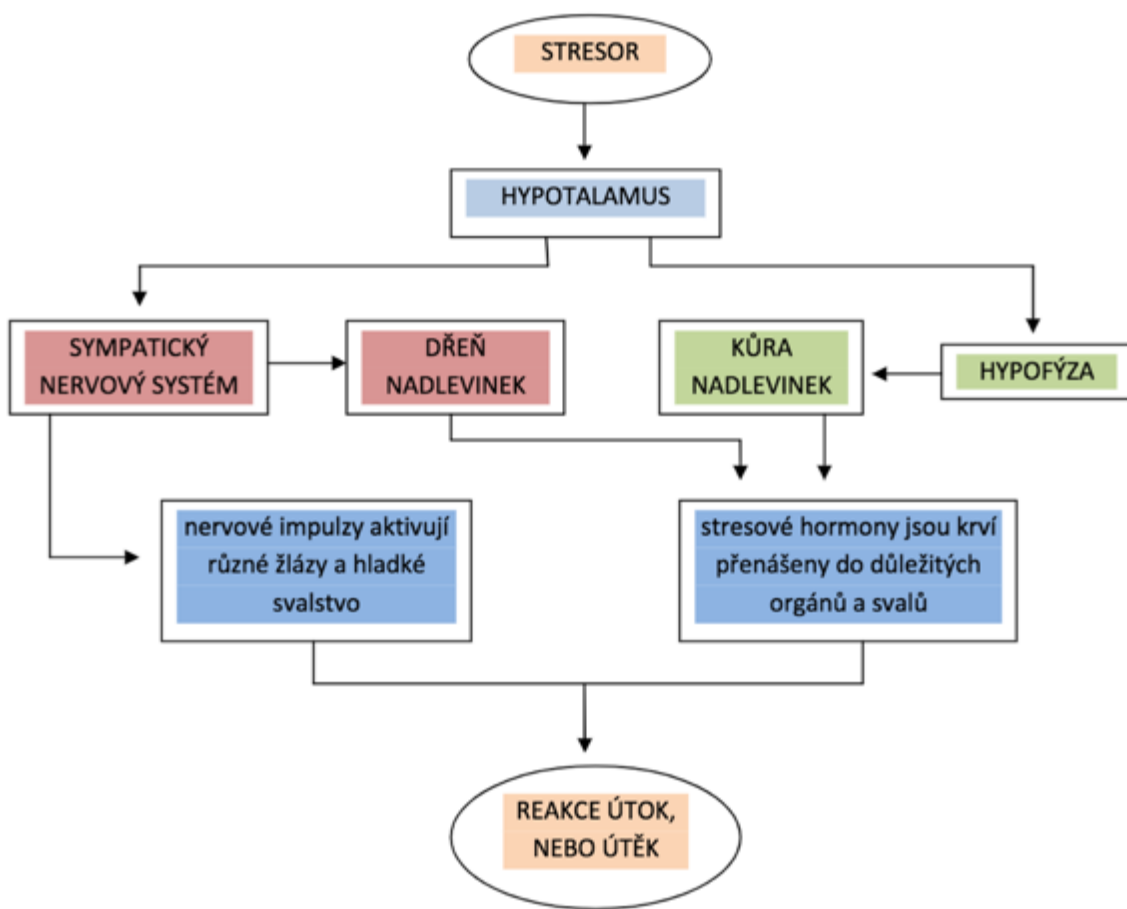 STRESOR
HYPOTALAMUS
SYMPATICKÝ
NERVOVÝ SYSTÉM
DŘEŇ
NADLEVINEK
KŮRA
NADLEVINEK
HYPOFÝZA
nervové impulzy aktivují
různé žlázy a hladké
svalstvo
stresové hormony jsou krví
přenášeny do důležitých
orgánů a svalů
REAKCE ÚTOK,
NEBO ÚTĚK